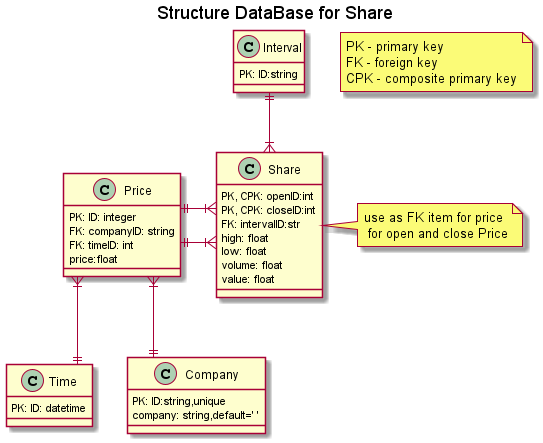 Structure DataBase for Share
C Interval
PK: ID:string
PK - primary key
FK - foreign key
CPK - composite primary key
C Share
PK, CPK: openID:int
PK, CPK: closeID:int
FK: intervalID:str
high: float
low: float
volume: float
value: float
C Price
PK: ID: integer
FK: companyID: string
FK: timeID: int
price:float
use as FK item for price
for open and close Price
C Time
PK: ID: datetime
C Company
PK: ID:string,unique
company: string,default=' '